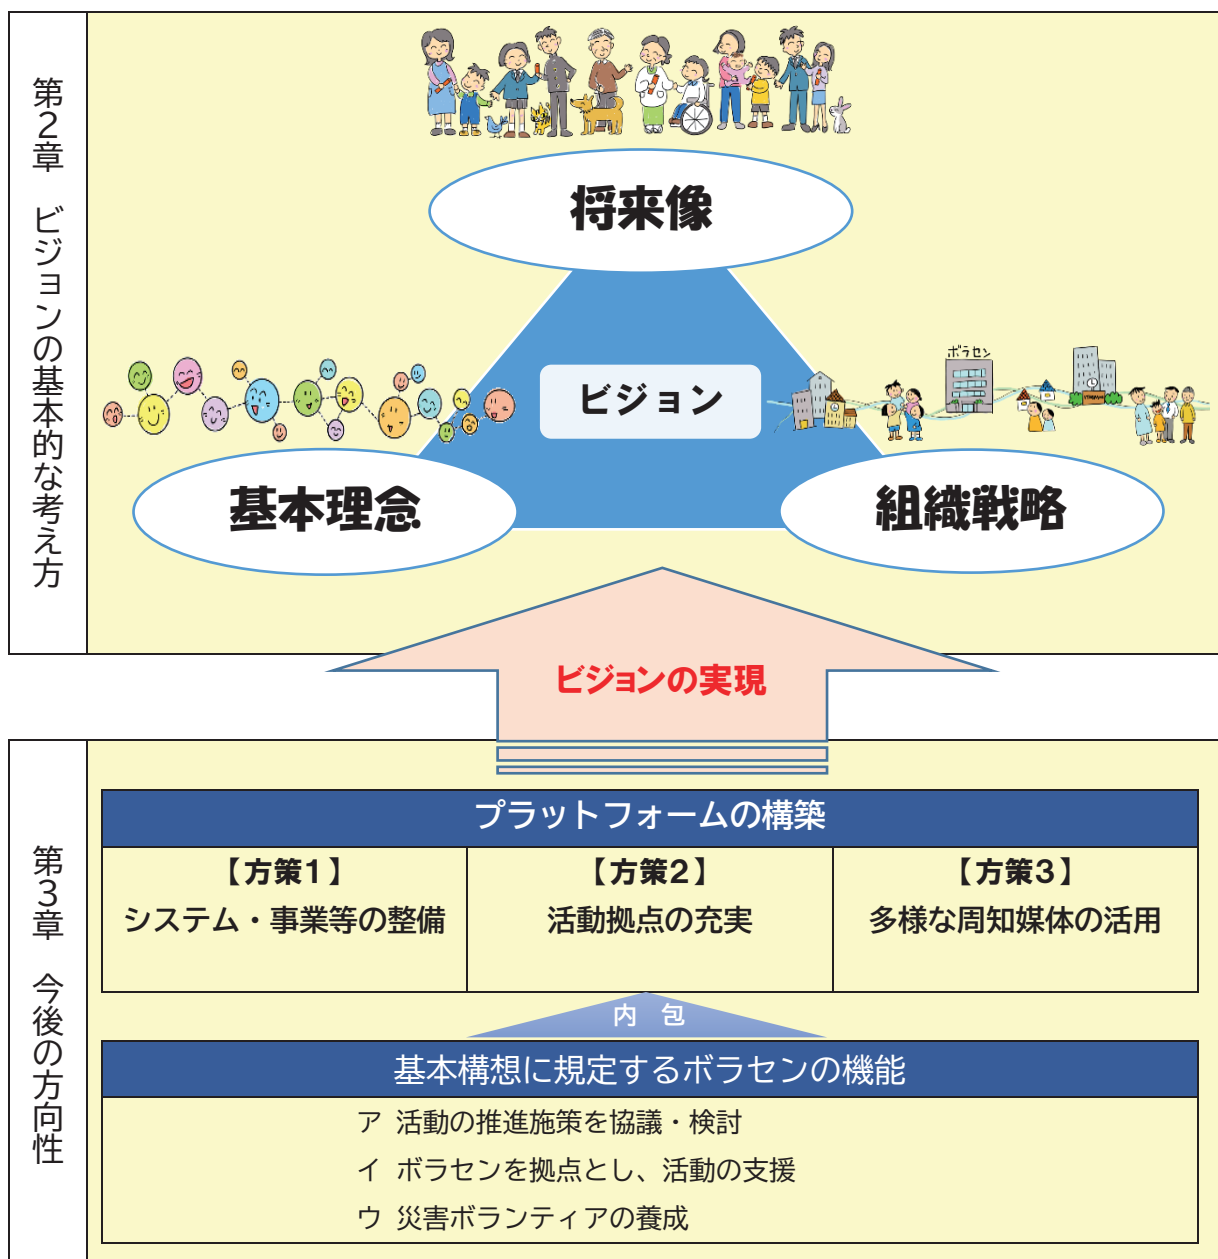 第2章　ビジョンの基本的な考え方
将来像
ボラセン
ビジョン
基本理念
組織戦略
ビジョンの実現
第3章　今後の方向性
プラットフォームの構築
【方策1】
システム・事業等の整備
【方策2】
活動拠点の充実
【方策3】
多様な周知媒体の活用
内　包
基本構想に規定するボラセンの機能
ア 活動の推進施策を協議・検討
イ ボラセンを拠点とし、活動の支援
ウ 災害ボランティアの養成